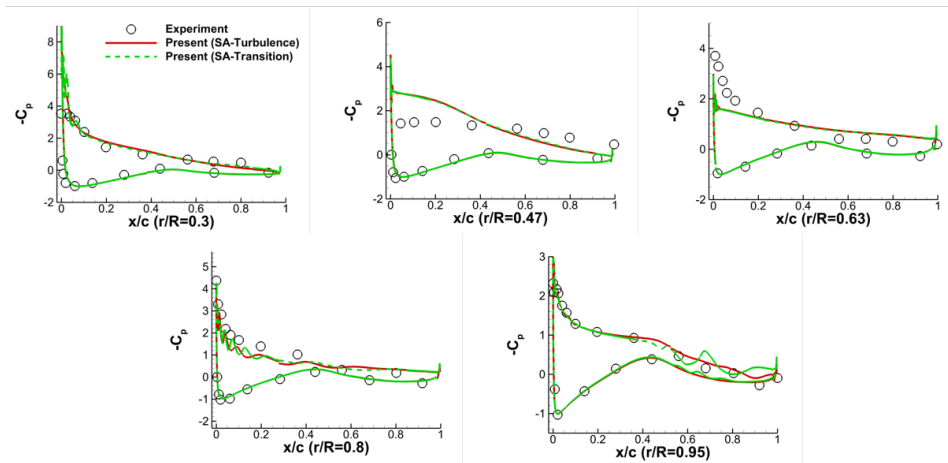 Experiment
Present (SA-Turbulence)
Present (SA-Transition)
-Cp
8
6
4
2
0
-2
0 0.2 0.4 0.6 0.8 1
x/c (r/R=0.3)
-Cp
6
4
2
0
-2
0 0.2 0.4 0.6 0.8 1
x/c (r/R=0.47)
-Cp
4
2
0
-2
0 0.2 0.4 0.6 0.8 1
x/c (r/R=0.63)
-Cp
5
4
3
2
1
0
-1
-2
0 0.2 0.4 0.6 0.8 1
x/c (r/R=0.8)
-Cp
3
2
1
0
-1
0 0.2 0.4 0.6 0.8 1
x/c (r/R=0.95)